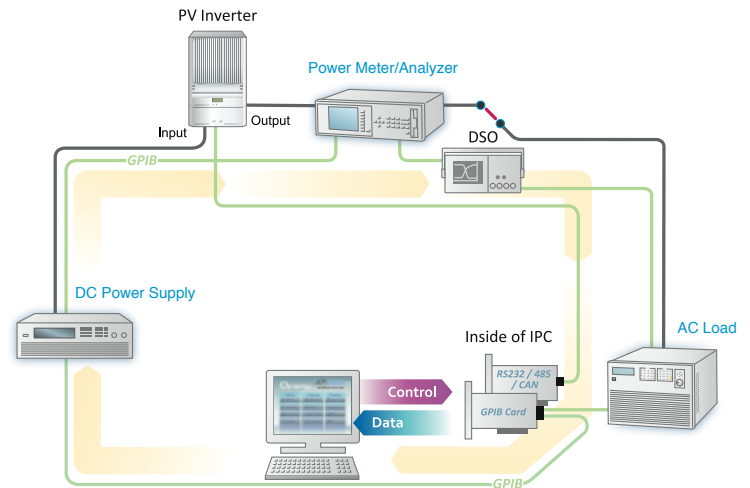 PV Inverter
Power Meter/Analyzer
Input
Output
DSO
GPIB
DC Power Supply
Inside of IPC
AC Load
RS232 / 485
/ CAN
Control
GPIB Card
Data
GPIB